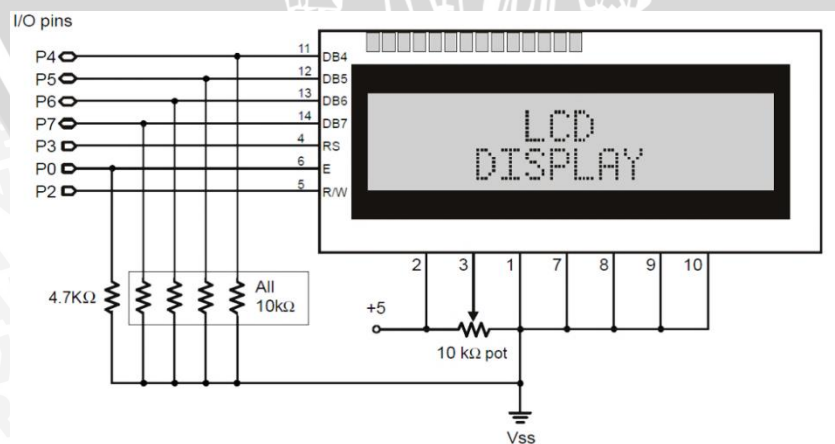 I/O pins
P4 11 DB4
P5 12 DB5
P6 13 DB6
P7 14 DB7
P3 4 RS
P0 6 E
P2 5 R/W
LCD
DISPLAY
2 3 1 7 8 9 10
4.7KΩ
All
10kΩ
+5
10 kΩ pot
Vss